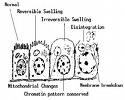 Normal
Reversible Swelling
Irreversible Swelling
Disintegration
Mitochondrial Changes
Membrane breakdown
Chromatin pattern conserved